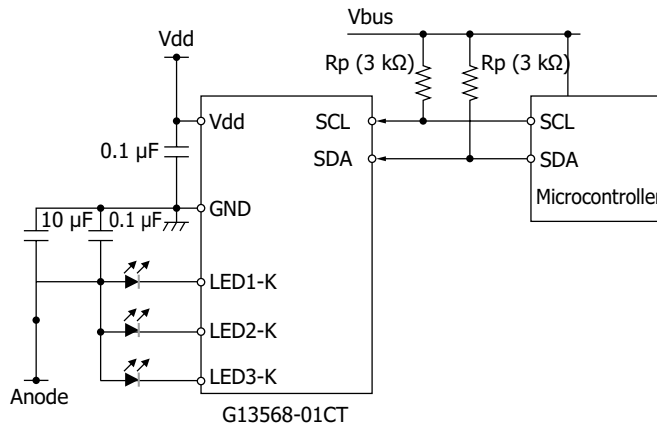 Vbus
Vdd
Rp (3 kΩ) Rp (3 kΩ)
Vdd SCL SCL
0.1 µF
SDA SDA
Microcontroller
GND
10 µF 0.1 µF
LED1-K
LED2-K
LED3-K
Anode
G13568-01CT